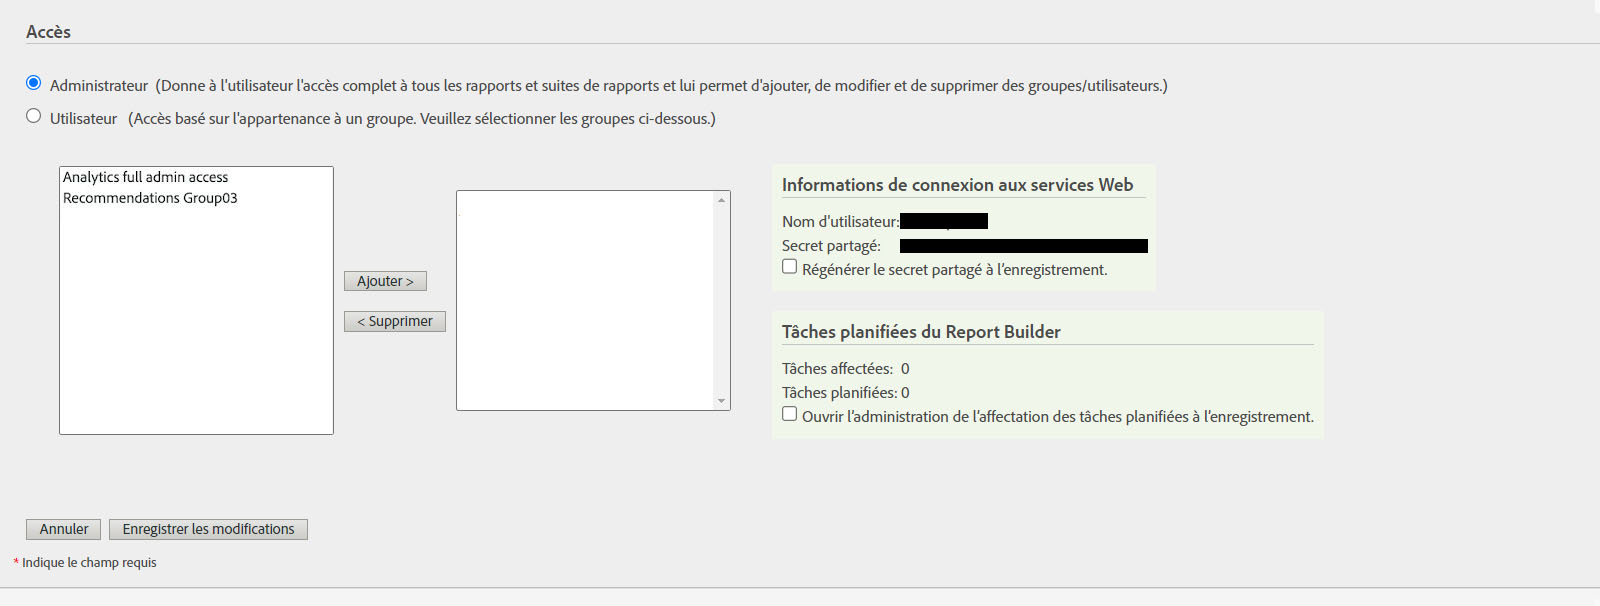 Accès
Administrateur (Donne à l'utilisateur l'accès complet à tous les rapports et suites de rapports et lui permet d'ajouter, de modifier et de supprimer des groupes/utilisateurs.)
Utilisateur (Accès basé sur l'appartenance à un groupe. Veuillez sélectionner les groupes ci-dessous.)
Analytics full admin access
Recommendations Group03
Ajouter >
< Supprimer
Informations de connexion aux services Web
Nom d'utilisateur:
Secret partagé:
Régénérer le secret partagé à l’enregistrement.
Tâches planifiées du Report Builder
Tâches affectées: 0
Tâches planifiées: 0
Ouvrir l’administration de l’affectation des tâches planifiées à l’enregistrement.
Annuler
Enregistrer les modifications
* Indique le champ requis